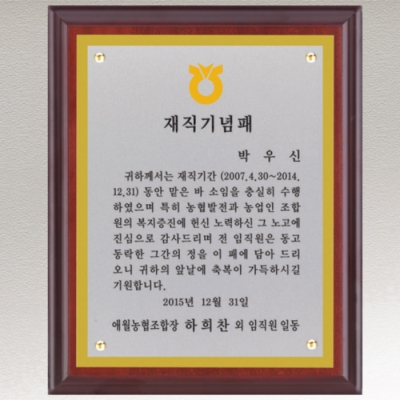 재직기념패
박 우 신
귀하께서는 재직기간 (2007.4.30~2014.
12.31) 동안 맡은 바 소임을 충실히 수행
하였으며 특히 농협발전과 농업인 조합
원의 복지증진에 헌신 노력하신 그 노고에
진심으로 감사드리며 전 임직원은 동고
동락한 그간의 정을 이 패에 담아 드리
오니 귀하의 앞날에 축복이 가득하시길
기원합니다.
2015년 12월 31일
애월농협조합장 하희찬 외 임직원 일동